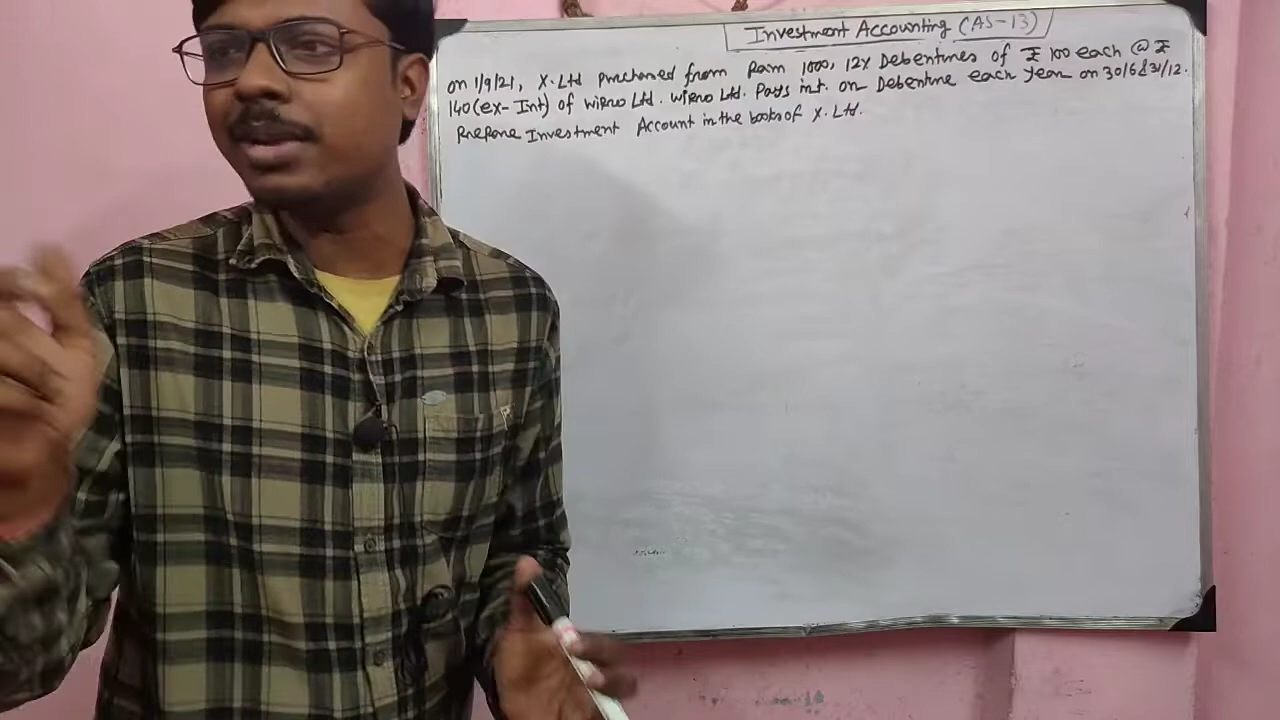 Investment Accounting (AS-13)
on 1/9/21, X.Ltd purchased from Ram 1000, 12% Debentures of ₹ 100 each @ ₹
140 (ex-Int) of wipro Ltd. wipro Ltd. Pays int. on Debenture each year on 30/6 & 31/12.
Prepare Investment Account in the books of X.Ltd.